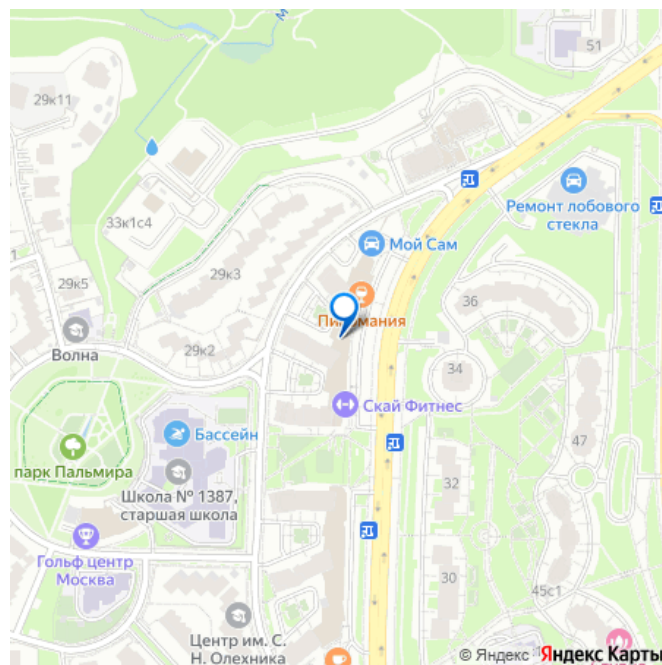 51
29к11
33к1с4
Мой Сам
Ремонт лобового
стекла
1
29к5
29к3
36
Волна
29к2
34
Скай Фитнес
Бассейн
47
парк Пальмира
Школа № 1387,
старшая школа
32
Гольф центр
Москва
30
45с1
Центр им. С.
Н. Олехника
© Яндекс Яндекс Карты